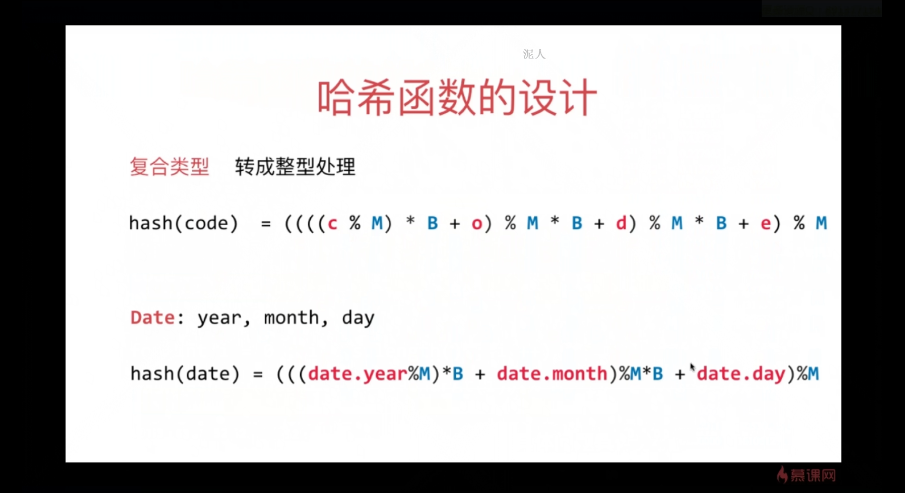 泥人
哈希函数的设计
复合类型 转成整型处理
hash(code) = ((((c % M) * B + o) % M * B + d) % M * B + e) % M
Date: year, month, day
hash(date) = (((date.year%M)*B + date.month)%M*B + date.day)%M
慕课网